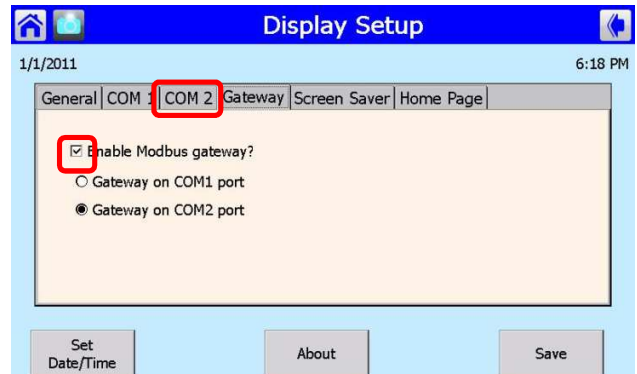 Display Setup
1/1/2011 6:18 PM
General COM 1 COM 2 Gateway Screen Saver Home Page
Enable Modbus gateway?
Gateway on COM1 port
Gateway on COM2 port
Set
Date/Time
About
Save